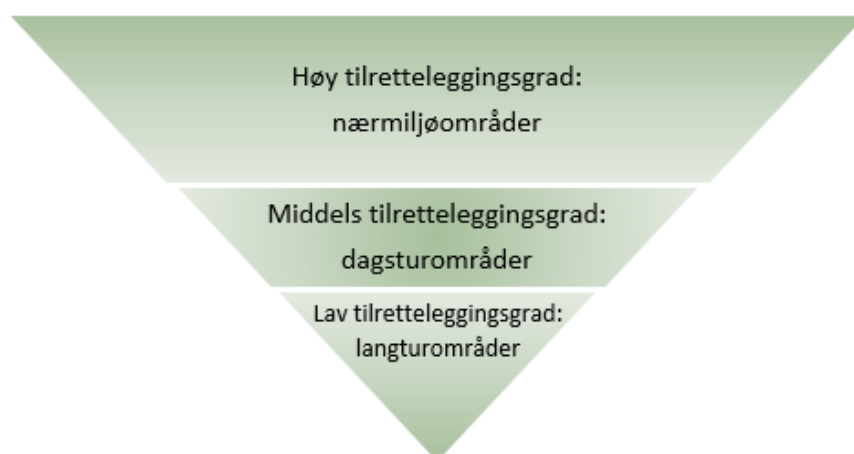 Høy tilretteleggingsgrad:
nærmiljøområder
Middels tilretteleggingsgrad:
dagsturområder
Lav tilretteleggingsgrad:
langturområder